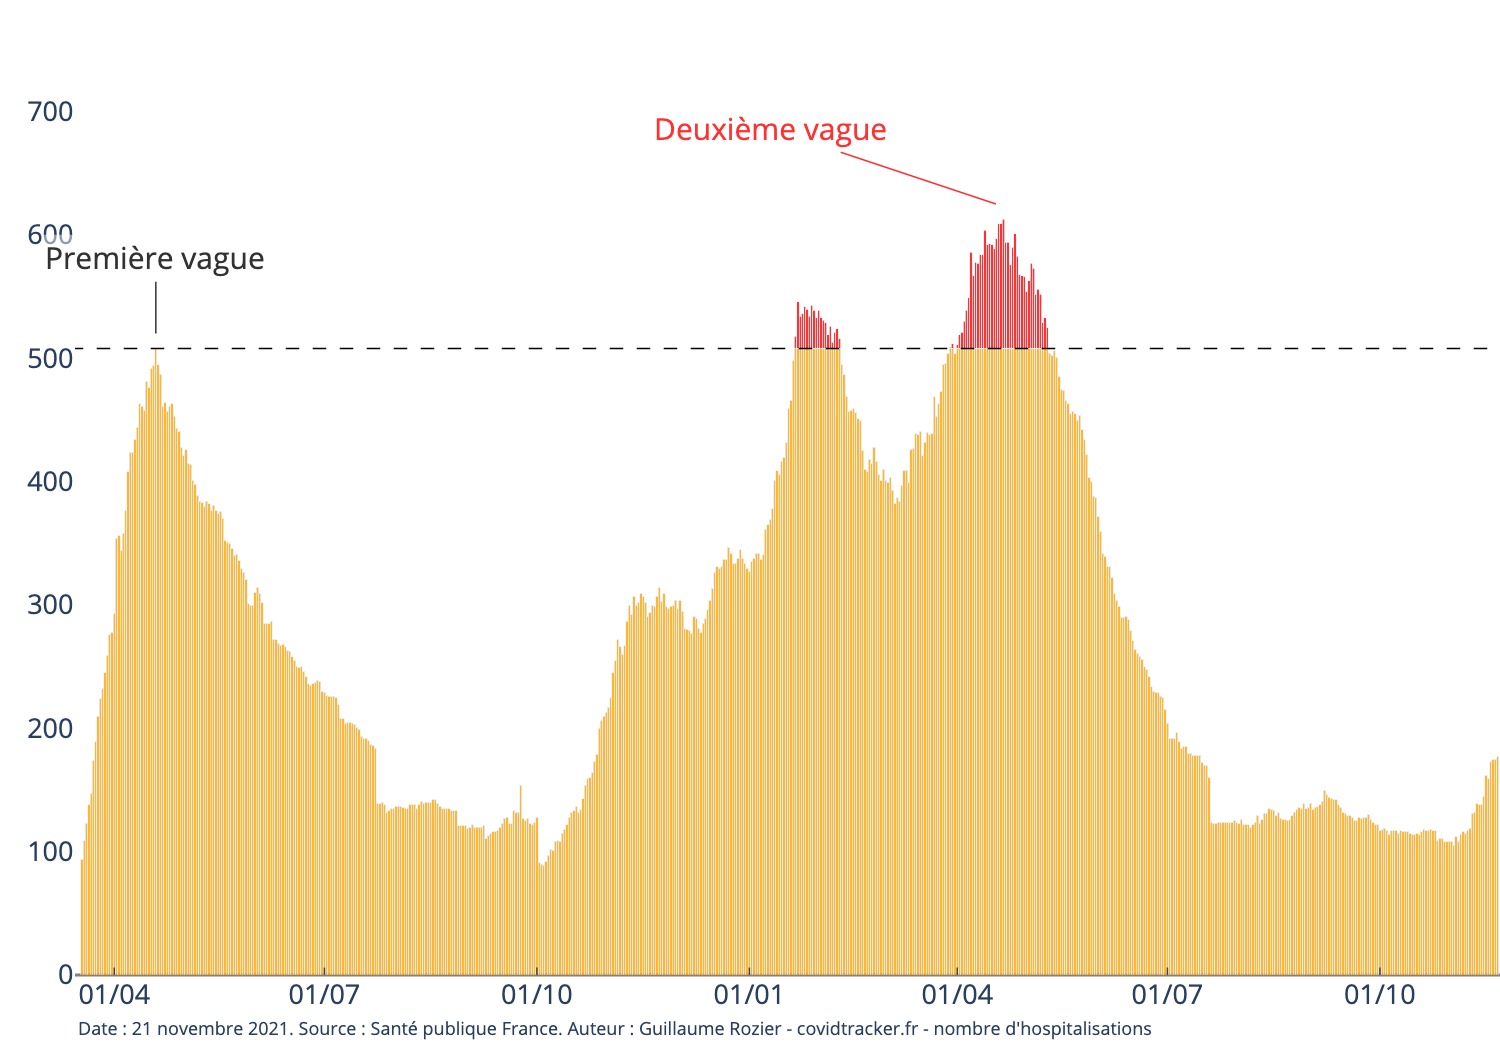 700
Deuxième vague
600
Première vague
500
400
300
200
100
0
01/04 01/07 01/10 01/01 01/04 01/07 01/10
Date : 21 novembre 2021. Source : Santé publique France. Auteur : Guillaume Rozier - covidtracker.fr - nombre d'hospitalisations